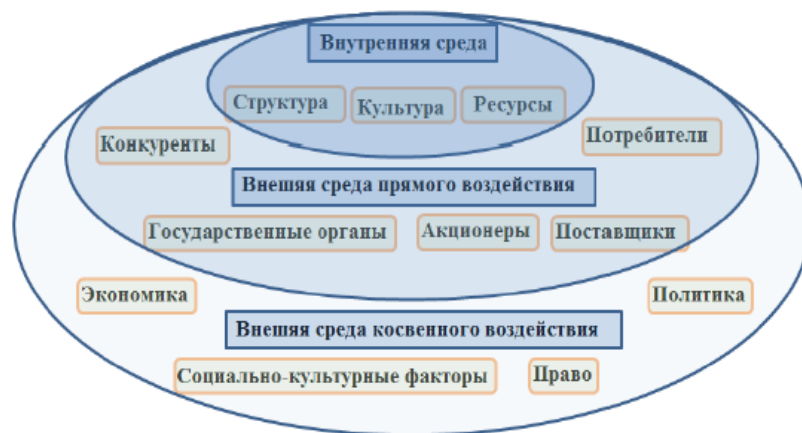 Внутренняя среда
Структура
Культура
Ресурсы
Конкуренты
Потребители
Внешяя среда прямого воздействия
Государственные органы
Акционеры
Поставщики
Экономика
Политика
Внешяя среда косвенного воздействия
Социально-культурные факторы
Право